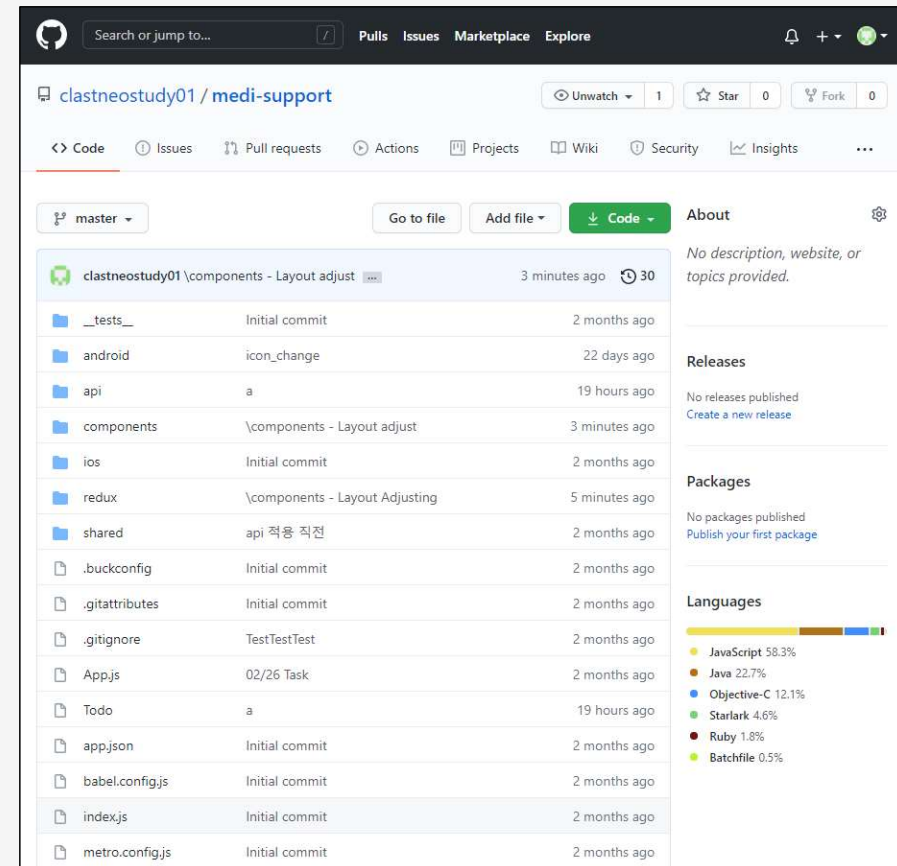 Search or jump to... / Pulls Issues Marketplace Explore
clastneostudy01 / medi-support Unwatch 1 Star 0 Fork 0
<> Code Issues Pull requests Actions Projects Wiki Security Insights ...
master Go to file Add file Code
clastneostudy01 \components - Layout adjust ... 3 minutes ago 30
__tests__ Initial commit 2 months ago
android icon_change 22 days ago
api a 19 hours ago
components \components - Layout adjust 3 minutes ago
ios Initial commit 2 months ago
redux \components - Layout Adjusting 5 minutes ago
shared api 적용 직전 2 months ago
.buckconfig Initial commit 2 months ago
.gitattributes Initial commit 2 months ago
.gitignore TestTestTest 2 months ago
App.js 02/26 Task 2 months ago
Todo a 19 hours ago
app.json Initial commit 2 months ago
babel.config.js Initial commit 2 months ago
index.js Initial commit 2 months ago
metro.config.js Initial commit 2 months ago
About
No description, website, or
topics provided.
Releases
No releases published
Create a new release
Packages
No packages published
Publish your first package
Languages
JavaScript 58.3%
Java 22.7%
Objective-C 12.1%
Starlark 4.6%
Ruby 1.8%
Batchfile 0.5%